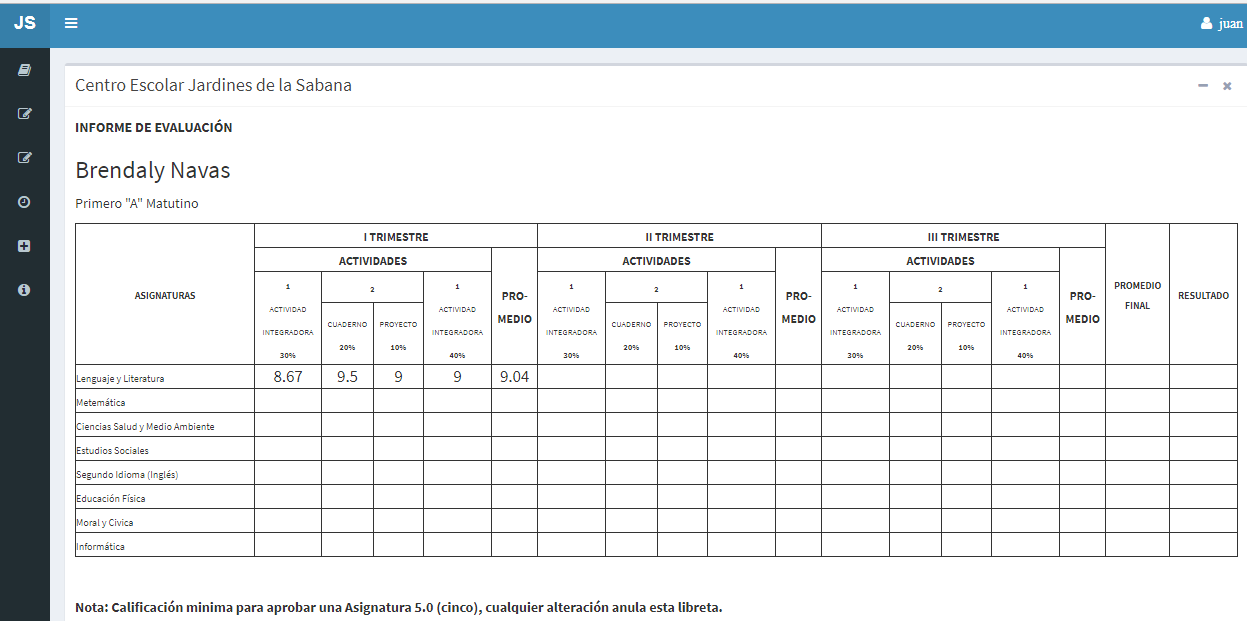 JS
juan
Centro Escolar Jardines de la Sabana
INFORME DE EVALUACIÓN
Brendaly Navas
Primero "A" Matutino
ASIGNATURAS I TRIMESTRE II TRIMESTRE III TRIMESTRE PROMEDIO FINAL RESULTADO
ACTIVIDADES PRO-MEDIO ACTIVIDADES PRO-MEDIO ACTIVIDADES PRO-MEDIO
1 2 1 1 2 1 1 2 1
ACTIVIDAD INTEGRADORA 30% CUADERNO 20% PROYECTO 10% ACTIVIDAD INTEGRADORA 40% ACTIVIDAD INTEGRADORA 30% CUADERNO 20% PROYECTO 10% ACTIVIDAD INTEGRADORA 40% ACTIVIDAD INTEGRADORA 30% CUADERNO 20% PROYECTO 10% ACTIVIDAD INTEGRADORA 40%
Lenguaje y Literatura 8.67 9.5 9 9 9.04
Metemática
Ciencias Salud y Medio Ambiente
Estudios Sociales
Segundo Idioma (Inglés)
Educación Física
Moral y Civica
Informática
Nota: Calificación minima para aprobar una Asignatura 5.0 (cinco), cualquier alteración anula esta libreta.